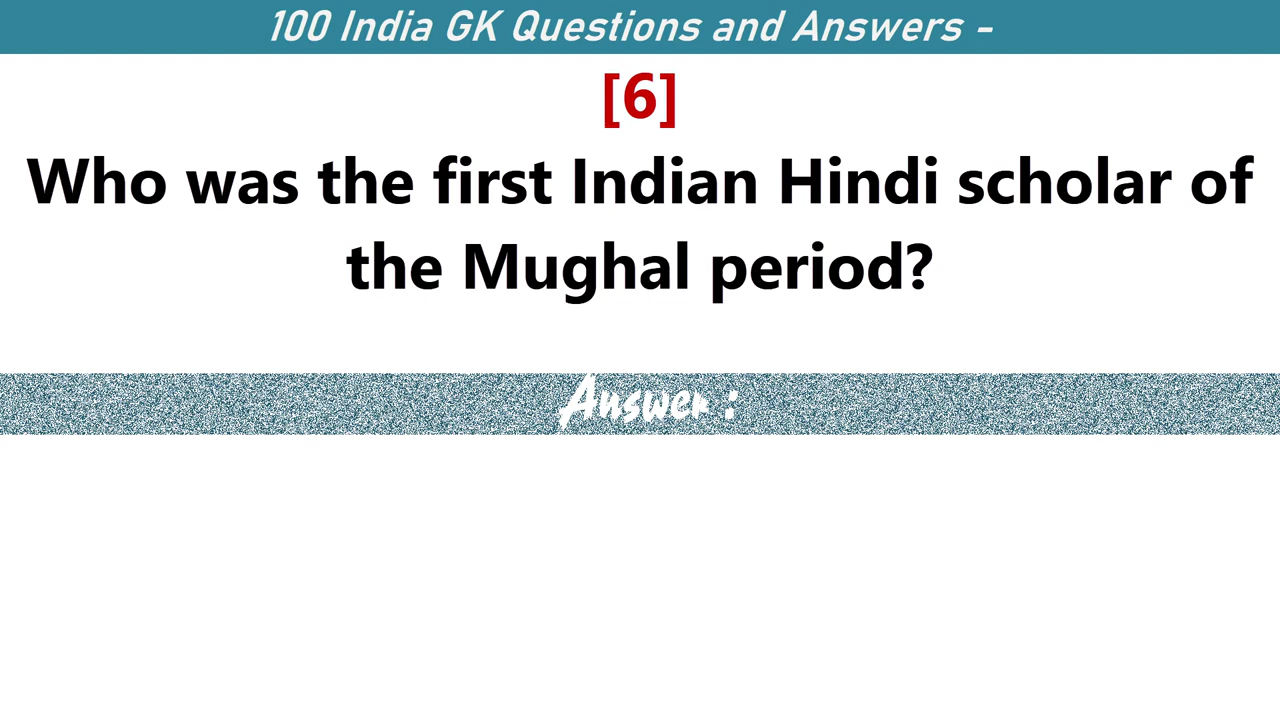 100 India GK Questions and Answers -
[6]
Who was the first Indian Hindi scholar of
the Mughal period?
Answer :